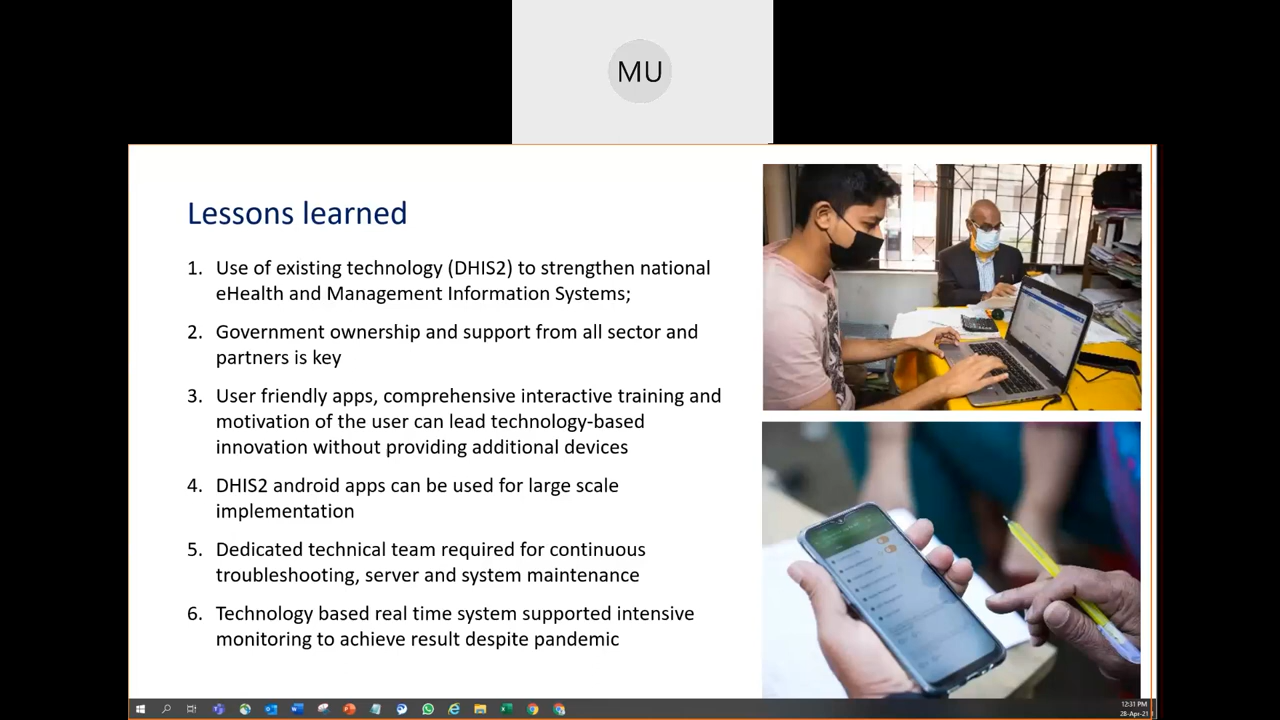 MU
Lessons learned
1. Use of existing technology (DHIS2) to strengthen national
eHealth and Management Information Systems;
2. Government ownership and support from all sector and
partners is key
3. User friendly apps, comprehensive interactive training and
motivation of the user can lead technology-based
innovation without providing additional devices
4. DHIS2 android apps can be used for large scale
implementation
5. Dedicated technical team required for continuous
troubleshooting, server and system maintenance
6. Technology based real time system supported intensive
monitoring to achieve result despite pandemic
12:31 PM
28-Apr-21